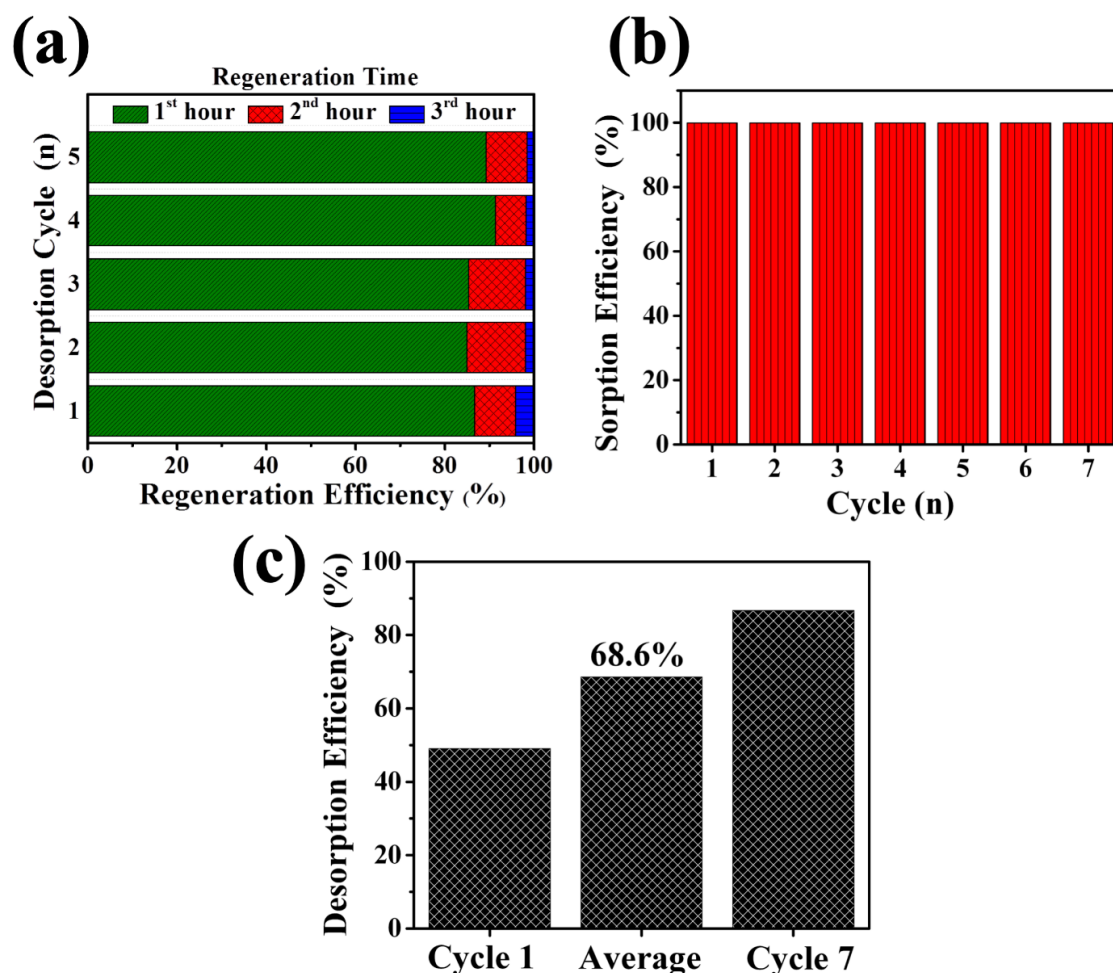 (a)
Regeneration Time
1st hour 2nd hour 3rd hour
Desorption Cycle (n)
5
4
3
2
1
0 20 40 60 80 100
Regeneration Efficiency (%)
(b)
Sorption Efficiency (%)
100
80
60
40
20
0
1 2 3 4 5 6 7
Cycle (n)
(c)
Desorption Efficiency (%)
100
80
60
40
20
0
68.6%
Cycle 1 Average Cycle 7